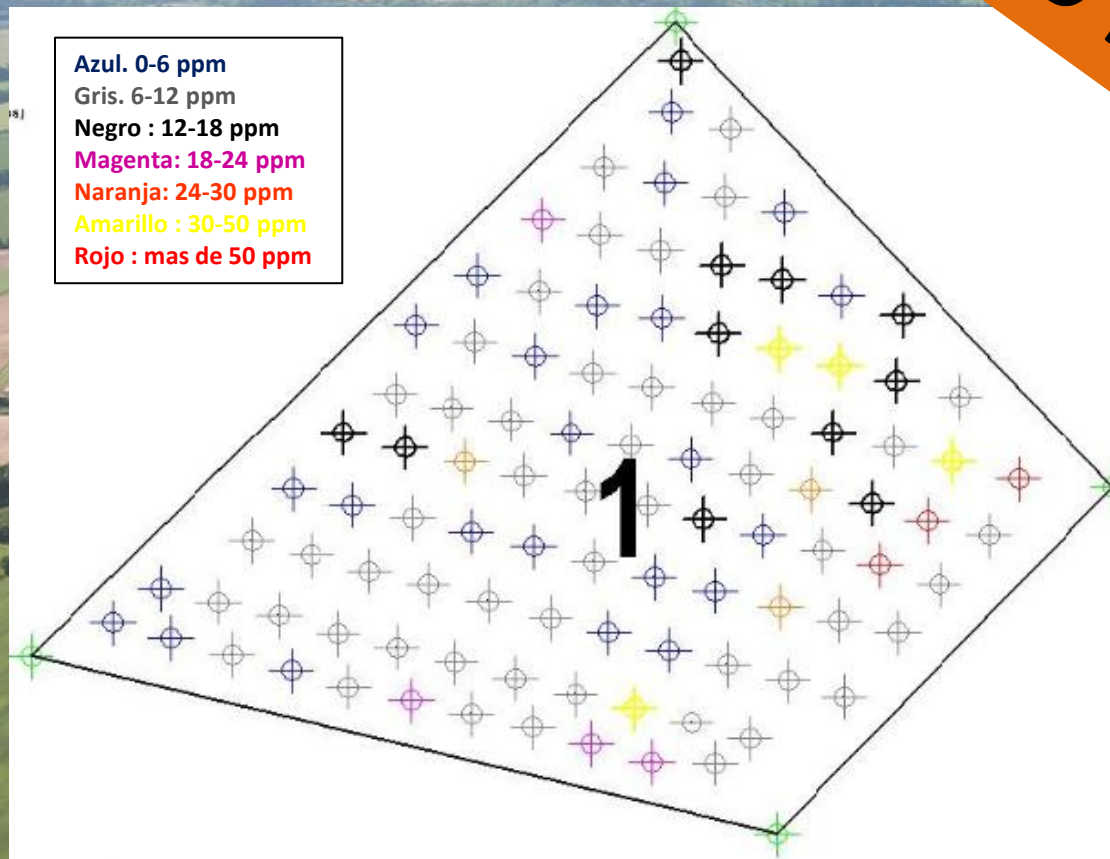 Azul. 0-6 ppm
Gris. 6-12 ppm
Negro : 12-18 ppm
Magenta: 18-24 ppm
Naranja: 24-30 ppm
Amarillo : 30-50 ppm
Rojo : mas de 50 ppm
1